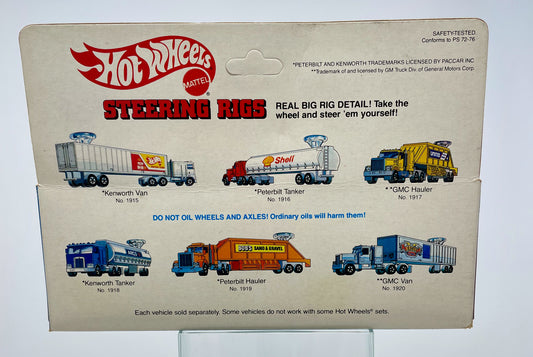 SAFETY-TESTED
Conforms to PS 72-76
Hot Wheels
MATTEL
*PETERBILT AND KENWORTH TRADEMARKS LICENSED BY PACCAR INC
**Trademark of and licensed by GM Truck Div. of General Motors Corp.
STEERING RIGS
REAL BIG RIG DETAIL! Take the
wheel and steer 'em yourself!
Shell
*Kenworth Van
No. 1915
*Peterbilt Tanker
No. 1916
**GMC Hauler
No. 1917
DO NOT OIL WHEELS AND AXLES! Ordinary oils will harm them!
SAND & GRAVEL
*Kenworth Tanker
No. 1918
*Peterbilt Hauler
No. 1919
**GMC Van
No. 1920
Each vehicle sold separately. Some vehicles do not work with some Hot Wheels® sets.